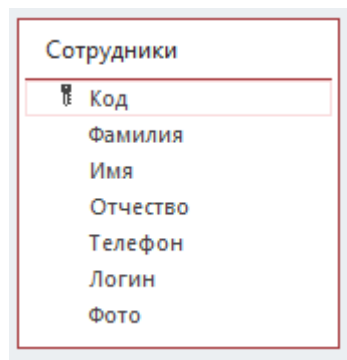 Сотрудники
Код
Фамилия
Имя
Отчество
Телефон
Логин
Фото